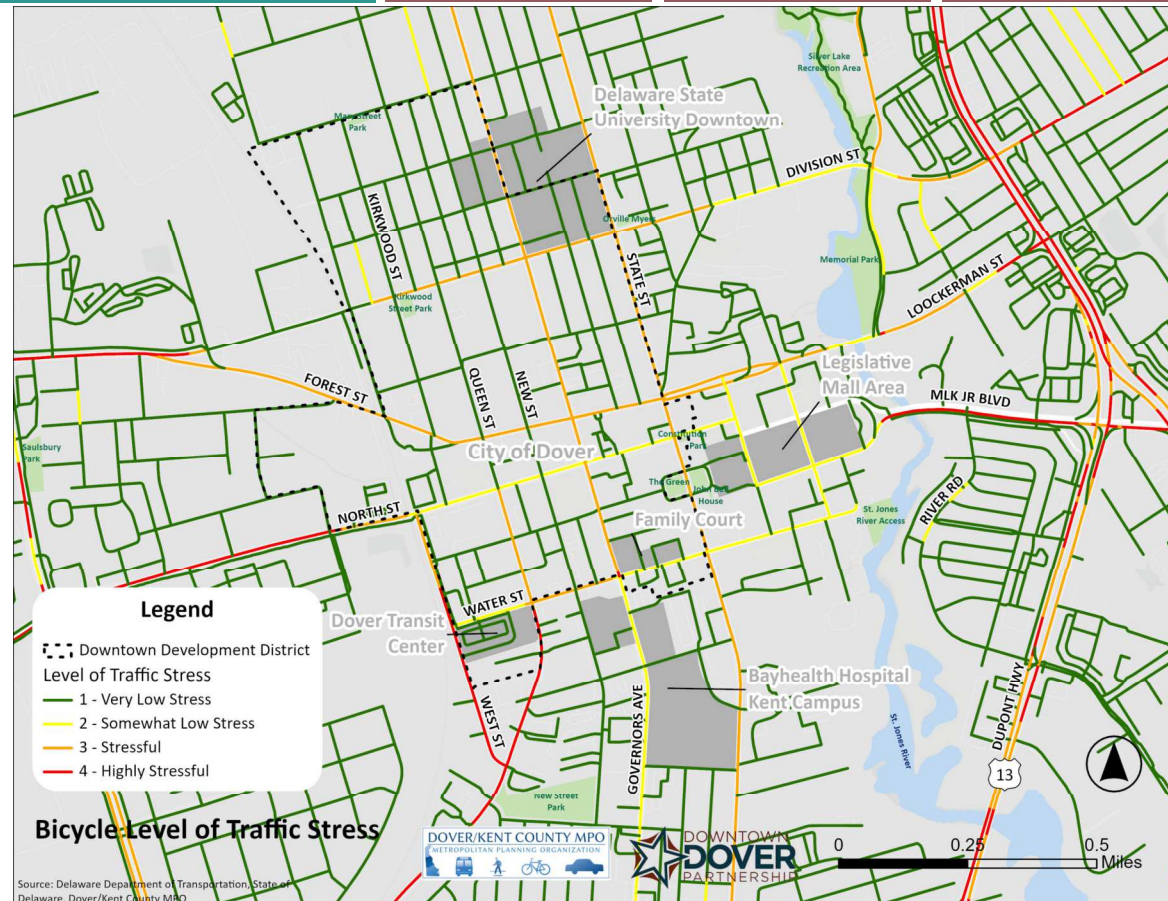 Silver Lake
Recreation Area
Delaware State
University Downtown
Mary Street
Park
DIVISION ST
KIRKWOOD ST
Orville Myers
STATE ST
Memorial Park
LOOCKERMAN ST
Kirkwood
Street Park
Legislative
Mall Area
FOREST ST
QUEEN ST
NEW ST
MLK JR BLVD
Constitution
Park
City of Dover
Saulsbury
Park
The Green
John Bell
House
RIVER RD
NORTH ST
Family Court
St. Jones
River Access
WATER ST
Dover Transit
Center
Bayhealth Hospital
Kent Campus
WEST ST
GOVERNORS AVE
St. Jones River
DUPONT HWY
13
New Street
Park
Legend
Downtown Development District
Level of Traffic Stress
1 - Very Low Stress
2 - Somewhat Low Stress
3 - Stressful
4 - Highly Stressful
Bicycle Level of Traffic Stress
DOVER/KENT COUNTY MPO
METROPOLITAN PLANNING ORGANIZATION
DOWNTOWN
DOVER
PARTNERSHIP
0 0.25 0.5
Miles
Source: Delaware Department of Transportation, State of
Delaware, Dover/Kent County MPO